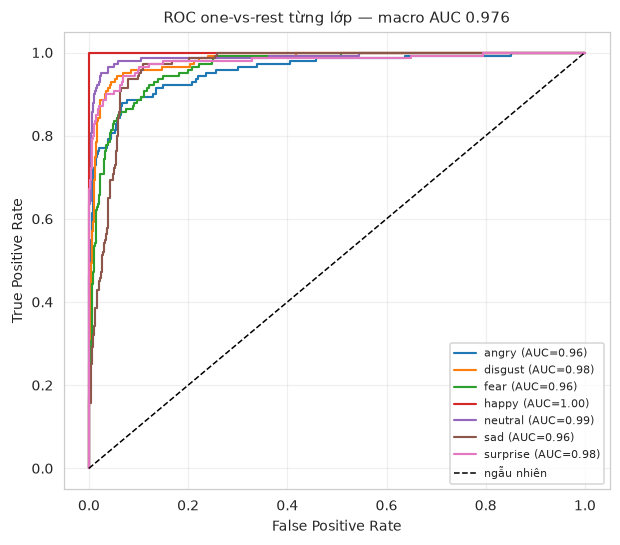 ROC one-vs-rest từng lớp — macro AUC 0.976
True Positive Rate
1.0
0.8
0.6
0.4
0.2
0.0
angry (AUC=0.96)
disgust (AUC=0.98)
fear (AUC=0.96)
happy (AUC=1.00)
neutral (AUC=0.99)
sad (AUC=0.96)
surprise (AUC=0.98)
ngẫu nhiên
0.0 0.2 0.4 0.6 0.8 1.0
False Positive Rate